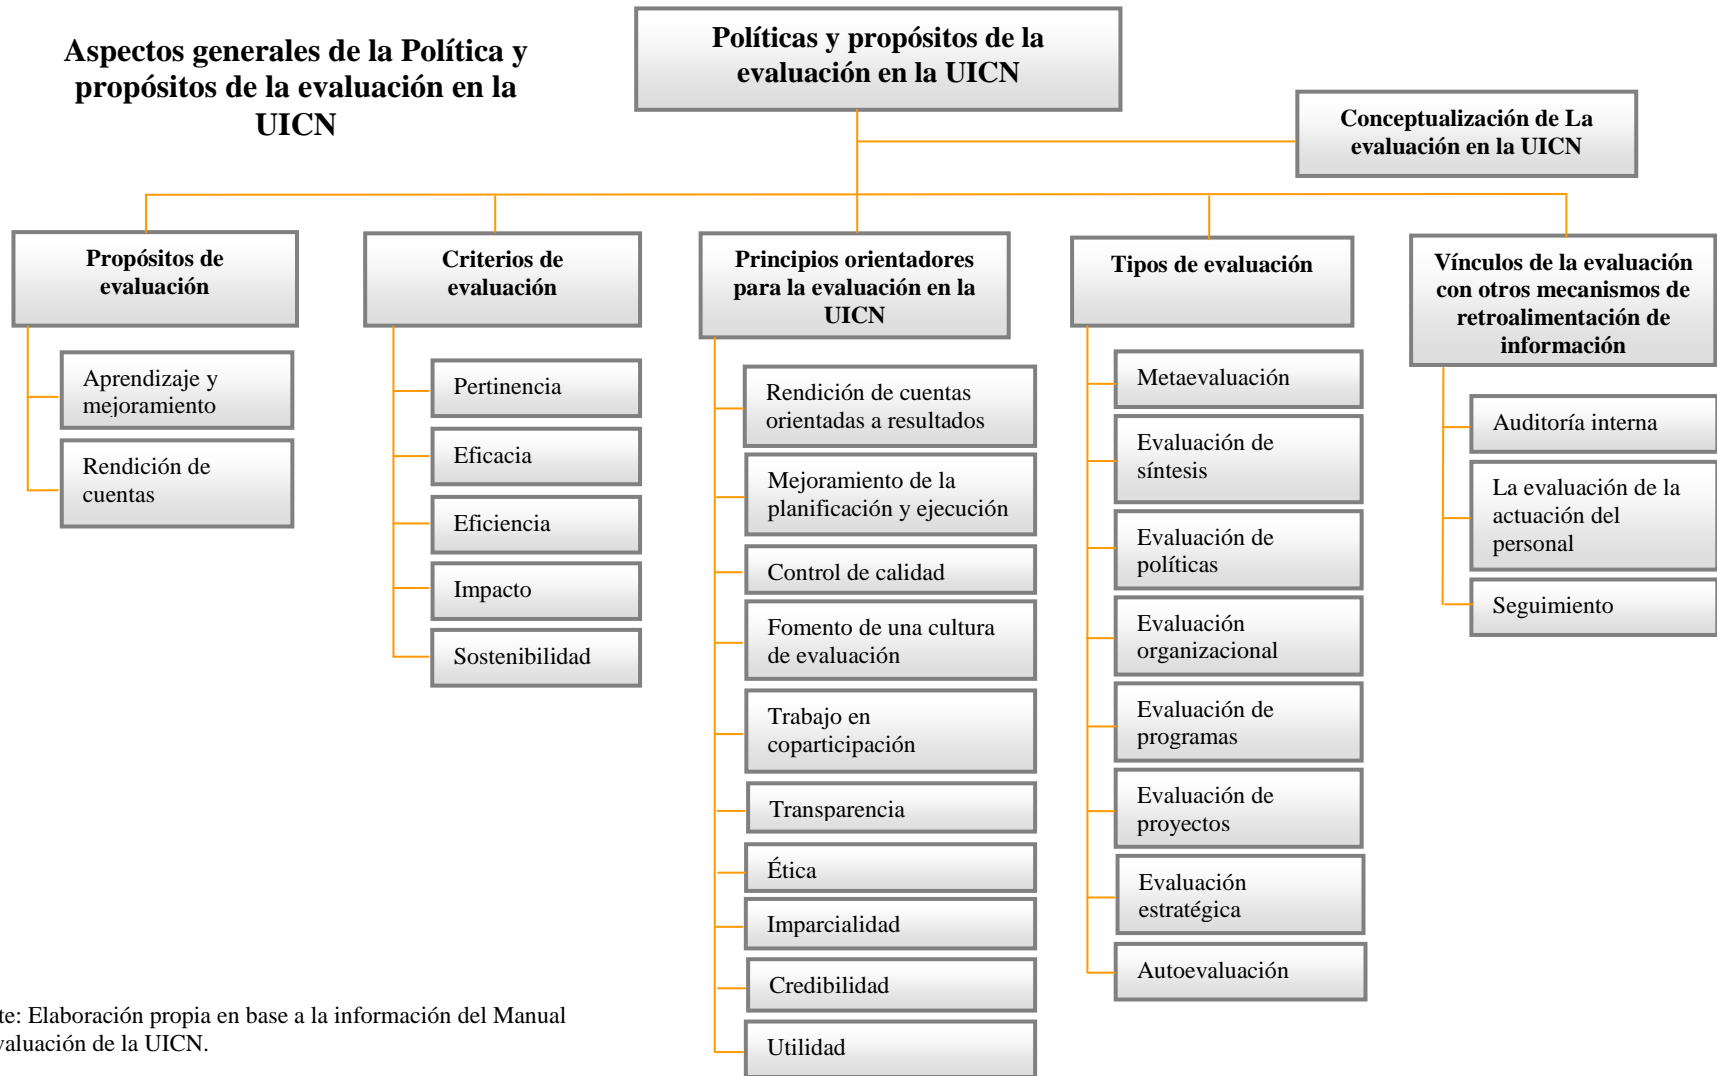 Aspectos generales de la Política y
propósitos de la evaluación en la
UICN
Políticas y propósitos de la
evaluación en la UICN
Conceptualización de La
evaluación en la UICN
Propósitos de
evaluación
Aprendizaje y
mejoramiento
Rendición de
cuentas
Criterios de
evaluación
Pertinencia
Eficacia
Eficiencia
Impacto
Sostenibilidad
Principios orientadores
para la evaluación en la
UICN
Rendición de cuentas
orientadas a resultados
Mejoramiento de la
planificación y ejecución
Control de calidad
Fomento de una cultura
de evaluación
Trabajo en
coparticipación
Transparencia
Ética
Imparcialidad
Credibilidad
Utilidad
Tipos de evaluación
Metaevaluación
Evaluación de
síntesis
Evaluación de
políticas
Evaluación
organizacional
Evaluación de
programas
Evaluación de
proyectos
Evaluación
estratégica
Autoevaluación
Vínculos de la evaluación
con otros mecanismos de
retroalimentación de
información
Auditoría interna
La evaluación de la
actuación del
personal
Seguimiento
te: Elaboración propia en base a la información del Manual
valuación de la UICN.